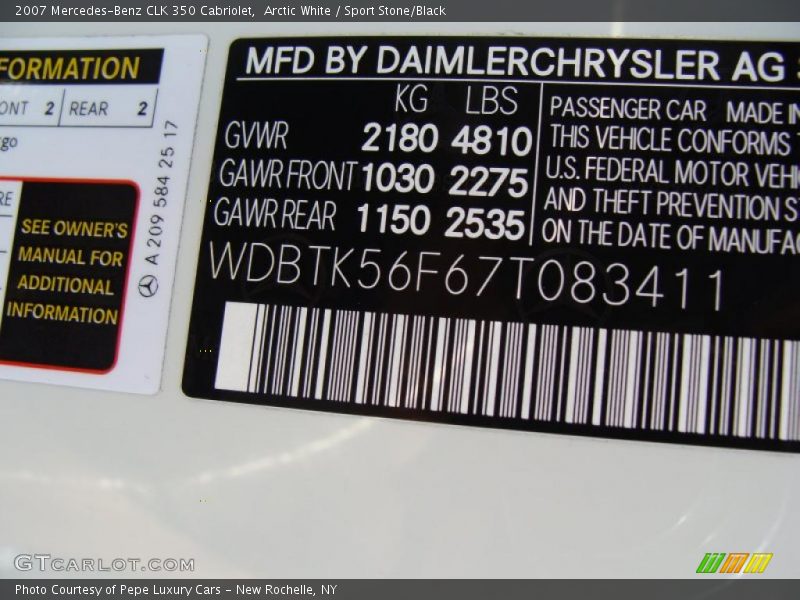 2007 Mercedes-Benz CLK 350 Cabriolet,  Arctic White / Sport Stone/Black
FRONT 2 REAR 2
SEE OWNER'S
MANUAL FOR
ADDITIONAL
INFORMATION
A 209 584 25 17
MFD BY DAIMLERCHRYSLER AG
KG LBS
GVWR 2180 4810
GAWR FRONT 1030 2275
GAWR REAR 1150 2535
PASSENGER CAR MADE IN
THIS VEHICLE CONFORMS
U.S. FEDERAL MOTOR
AND THEFT PREVENTION
ON THE DATE OF
WDBTK56F67T083411
GTCARLOT.COM
Photo Courtesy of Pepe Luxury Cars - New Rochelle, NY